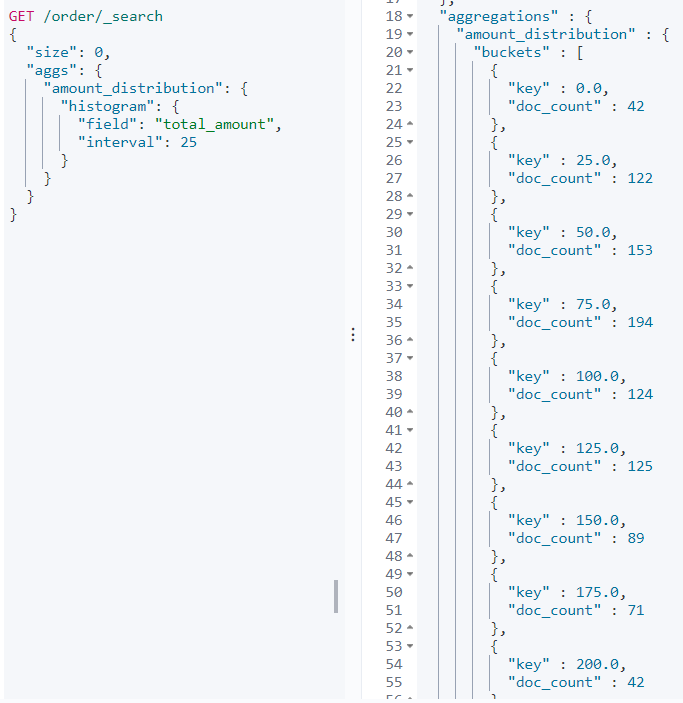 GET /order/_search
{
  "size": 0,
  "aggs": {
    "amount_distribution": {
      "histogram": {
        "field": "total_amount",
        "interval": 25
      }
    }
  }
}
18 "aggregations" : {
19 "amount_distribution" : {
20 "buckets" : [
21 {
22 "key" : 0.0,
23 "doc_count" : 42
24 },
25 {
26 "key" : 25.0,
27 "doc_count" : 122
28 },
29 {
30 "key" : 50.0,
31 "doc_count" : 153
32 },
33 {
34 "key" : 75.0,
35 "doc_count" : 194
36 },
37 {
38 "key" : 100.0,
39 "doc_count" : 124
40 },
41 {
42 "key" : 125.0,
43 "doc_count" : 125
44 },
45 {
46 "key" : 150.0,
47 "doc_count" : 89
48 },
49 {
50 "key" : 175.0,
51 "doc_count" : 71
52 },
53 {
54 "key" : 200.0,
55 "doc_count" : 42